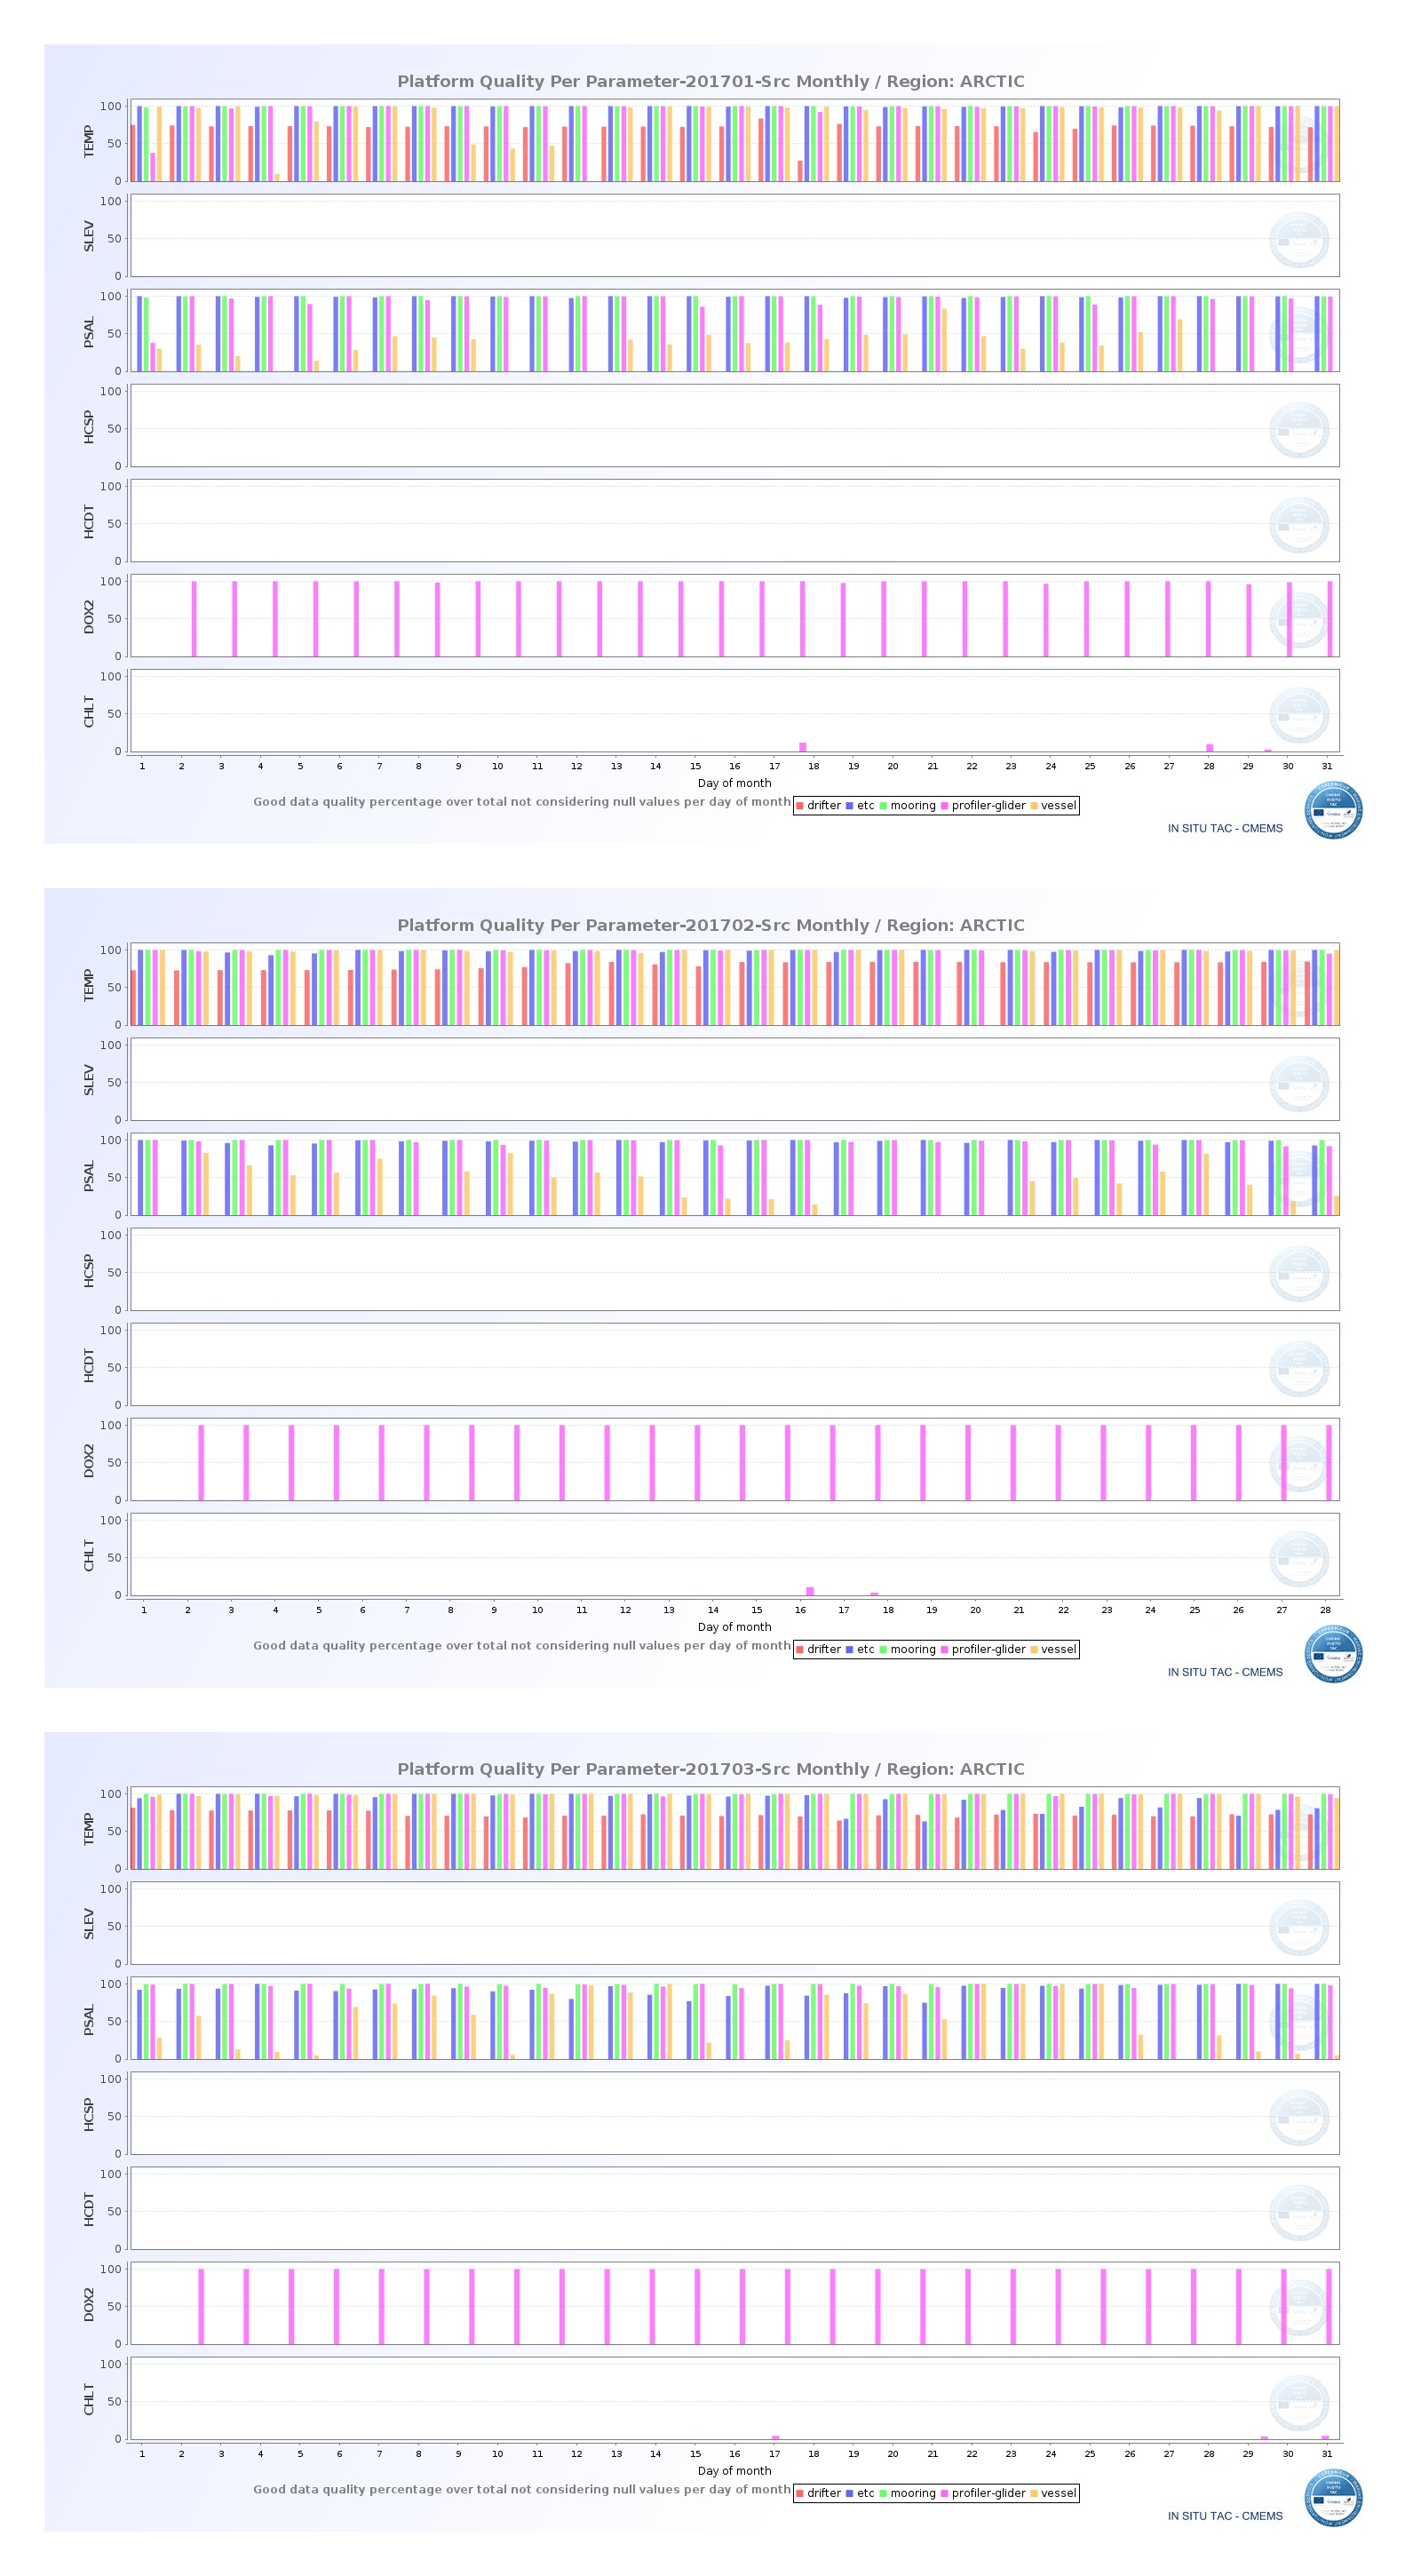 Platform Quality Per Parameter-201701-Src Monthly / Region: ARCTIC
TEMP
100
50
0
SLEV
100
50
0
PSAL
100
50
0
HCSP
100
50
0
HCDT
100
50
0
DOX2
100
50
0
CHLT
100
50
0
1 2 3 4 5 6 7 8 9 10 11 12 13 14 15 16 17 18 19 20 21 22 23 24 25 26 27 28 29 30 31
Day of month
Good data quality percentage over total not considering null values per day of month
drifter etc mooring profiler-glider vessel
IN SITU TAC - CMEMS
Platform Quality Per Parameter-201702-Src Monthly / Region: ARCTIC
TEMP
100
50
0
SLEV
100
50
0
PSAL
100
50
0
HCSP
100
50
0
HCDT
100
50
0
DOX2
100
50
0
CHLT
100
50
0
1 2 3 4 5 6 7 8 9 10 11 12 13 14 15 16 17 18 19 20 21 22 23 24 25 26 27 28
Day of month
Good data quality percentage over total not considering null values per day of month
drifter etc mooring profiler-glider vessel
IN SITU TAC - CMEMS
Platform Quality Per Parameter-201703-Src Monthly / Region: ARCTIC
TEMP
100
50
0
SLEV
100
50
0
PSAL
100
50
0
HCSP
100
50
0
HCDT
100
50
0
DOX2
100
50
0
CHLT
100
50
0
1 2 3 4 5 6 7 8 9 10 11 12 13 14 15 16 17 18 19 20 21 22 23 24 25 26 27 28 29 30 31
Day of month
Good data quality percentage over total not considering null values per day of month
drifter etc mooring profiler-glider vessel
IN SITU TAC - CMEMS